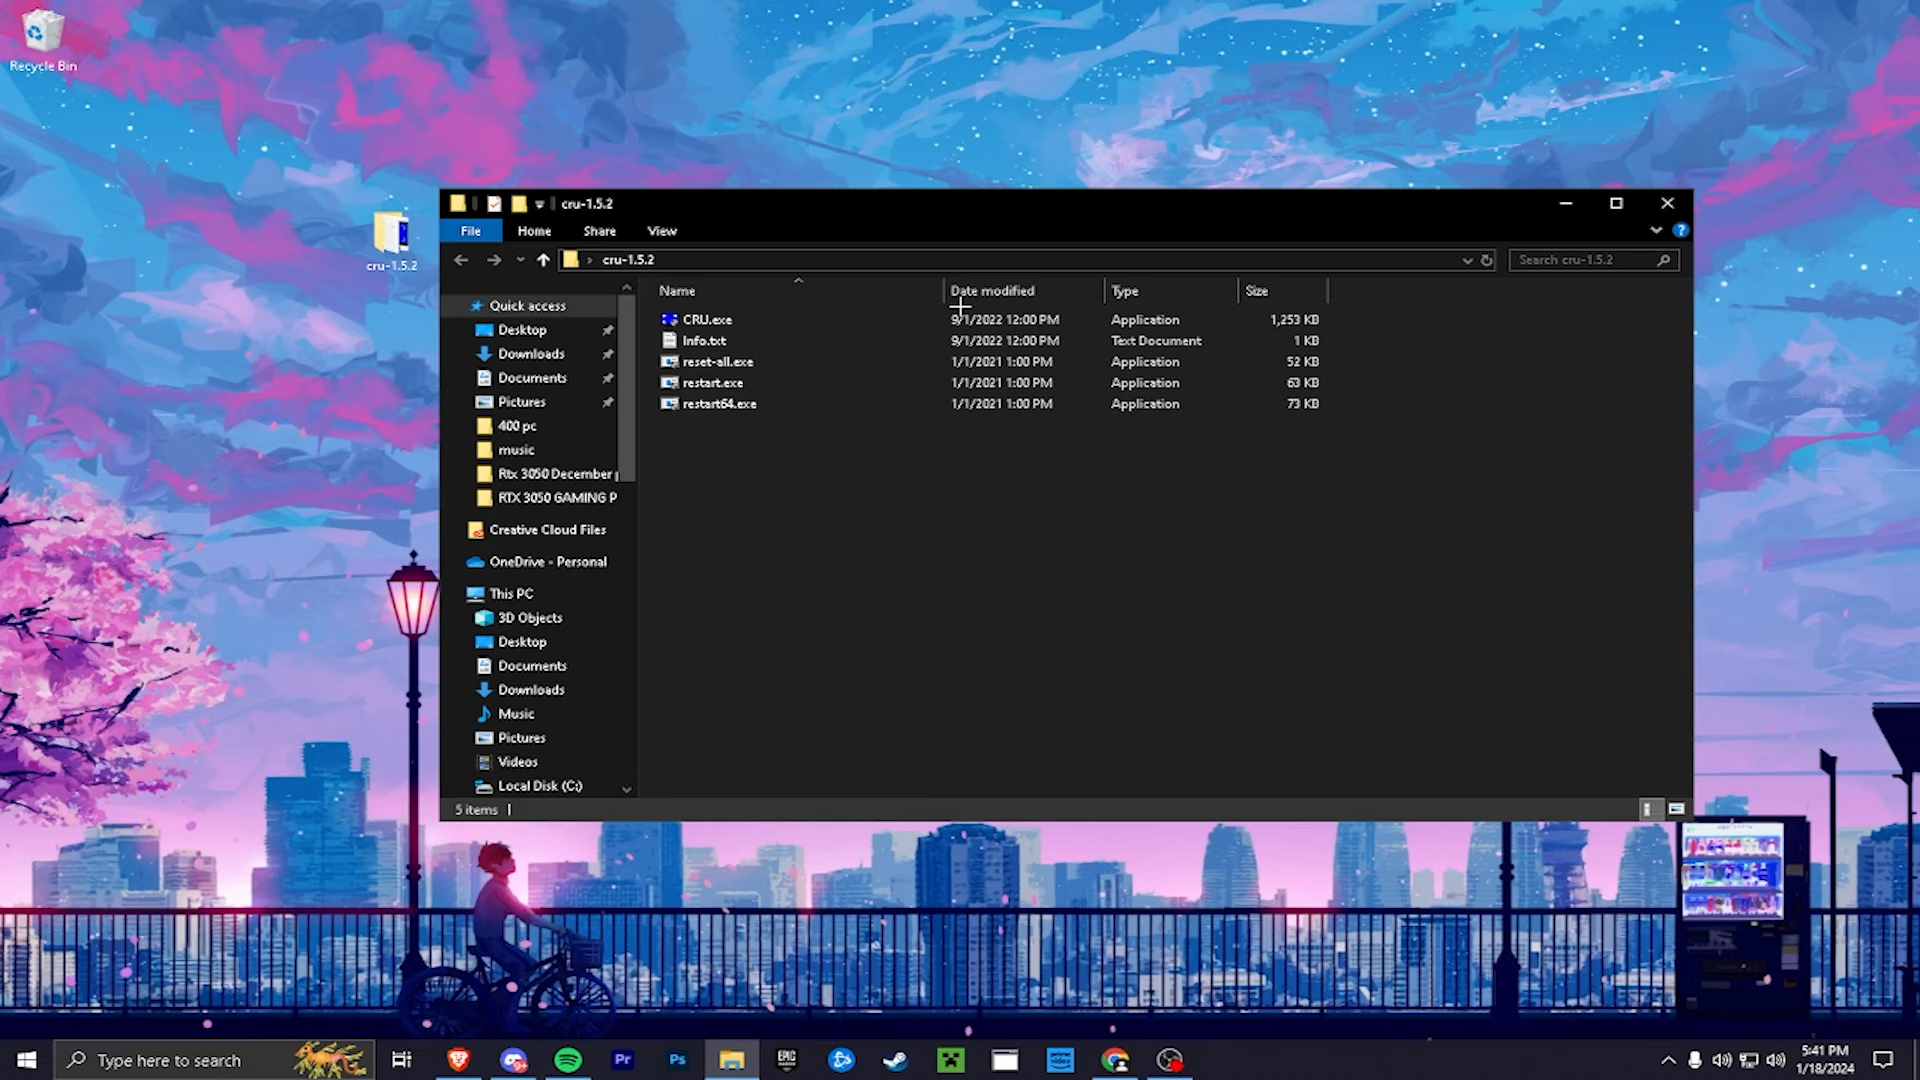 Recycle Bin
cru-1.5.2
cru-1.5.2
File Home Share View
cru-1.5.2
Search cru-1.5.2
Name Date modified Type Size
CRU.exe 9/1/2022 12:00 PM Application 1,253 KB
Info.txt 9/1/2022 12:00 PM Text Document 1 KB
reset-all.exe 1/1/2021 1:00 PM Application 52 KB
restart.exe 1/1/2021 1:00 PM Application 63 KB
restart64.exe 1/1/2021 1:00 PM Application 73 KB
Quick access
Desktop
Downloads
Documents
Pictures
400 pc
music
Rtx 3050 December
RTX 3050 GAMING P
Creative Cloud Files
OneDrive - Personal
This PC
3D Objects
Desktop
Documents
Downloads
Music
Pictures
Videos
Local Disk (C:)
5 items
Type here to search
Pr
Ps
EPIC
prime video
5:41 PM
1/18/2024